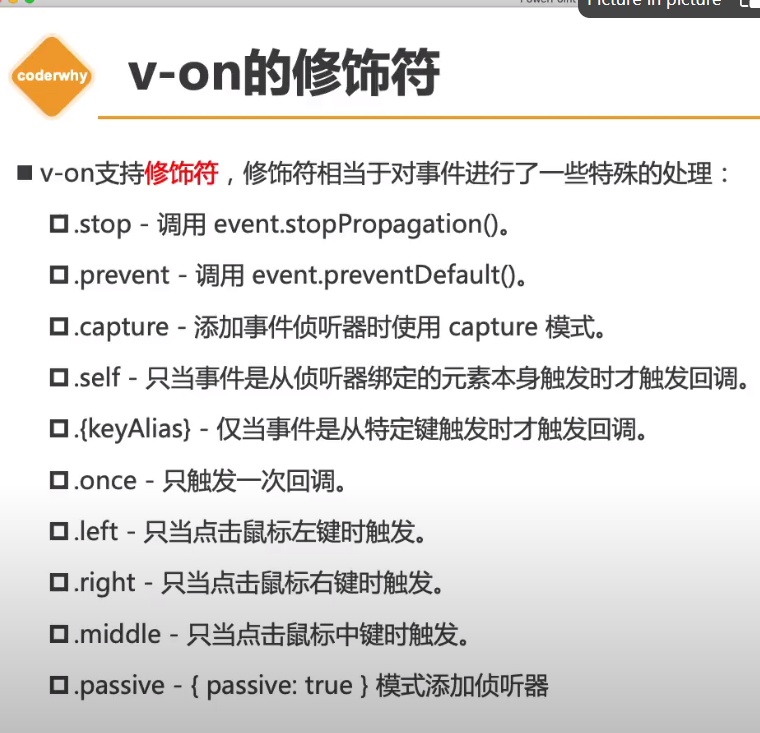 Picture in picture
coderwhy
v-on的修饰符
v-on支持修饰符，修饰符相当于对事件进行了一些特殊的处理：
.stop - 调用 event.stopPropagation()。
.prevent - 调用 event.preventDefault()。
.capture - 添加事件侦听器时使用 capture 模式。
.self - 只当事件是从侦听器绑定的元素本身触发时才触发回调。
.{keyAlias} - 仅当事件是从特定键触发时才触发回调。
.once - 只触发一次回调。
.left - 只当点击鼠标左键时触发。
.right - 只当点击鼠标右键时触发。
.middle - 只当点击鼠标中键时触发。
.passive - { passive: true } 模式添加侦听器